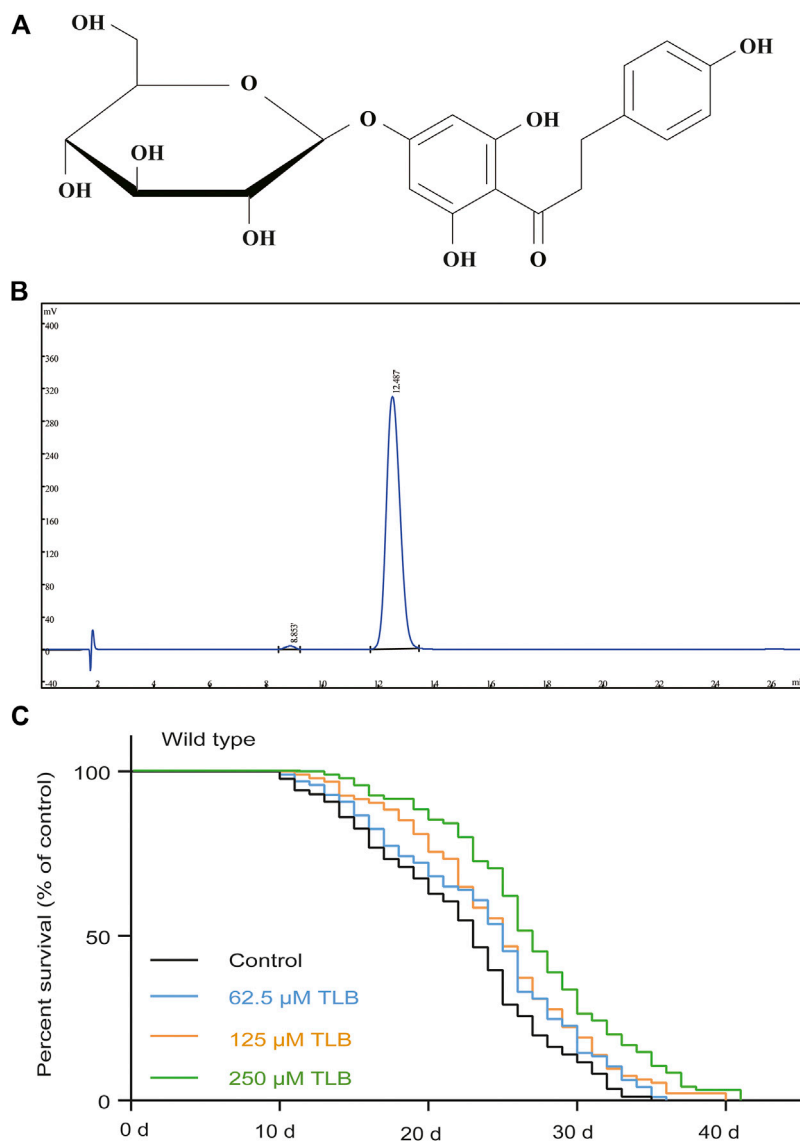 A
OH
O
O
OH
OH
OH
OH
OH
OH
O
OH
B
mV
400
360
320
280
240
200
160
120
80
40
0
-40
12.487
8.853'
2
4
6
8
10
12
14
16
18
20
22
24
26
C
Wild type
Percent survival (% of control)
100
50
0
Control
62.5 µM TLB
125 µM TLB
250 µM TLB
0 d
10 d
20 d
30 d
40 d